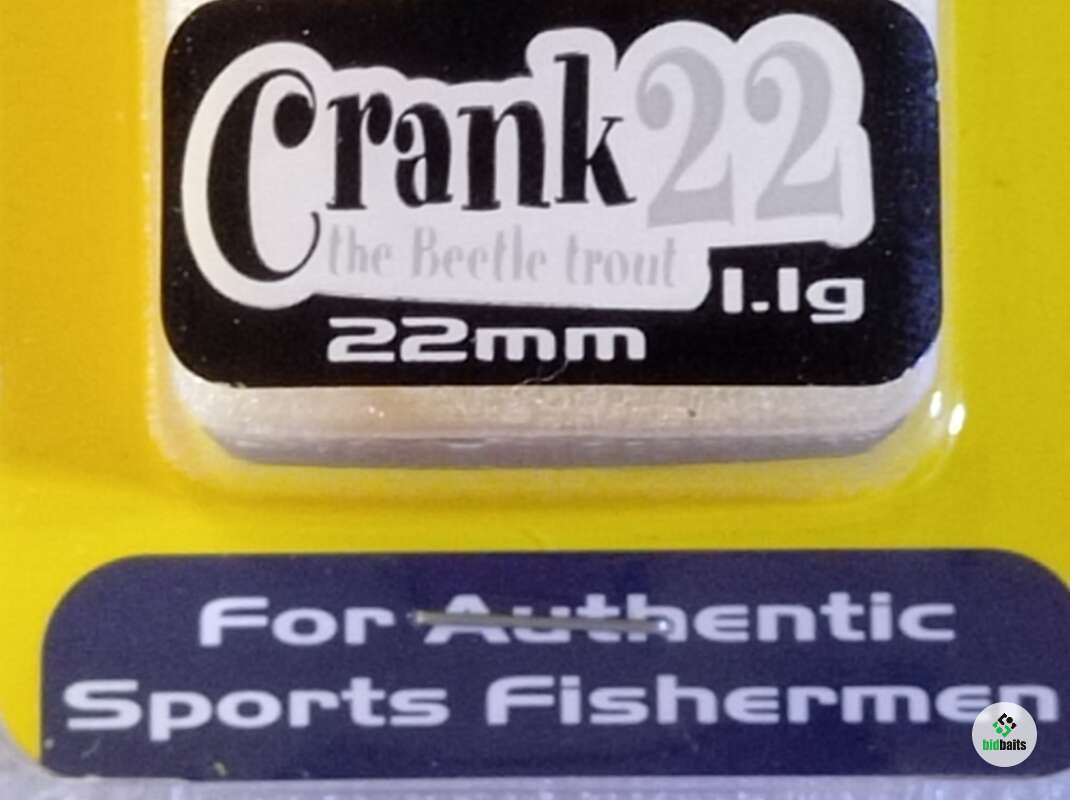 Crank22
the Beetle trout
1.1g
22mm
For Authentic
Sports Fishermen
bidbaits